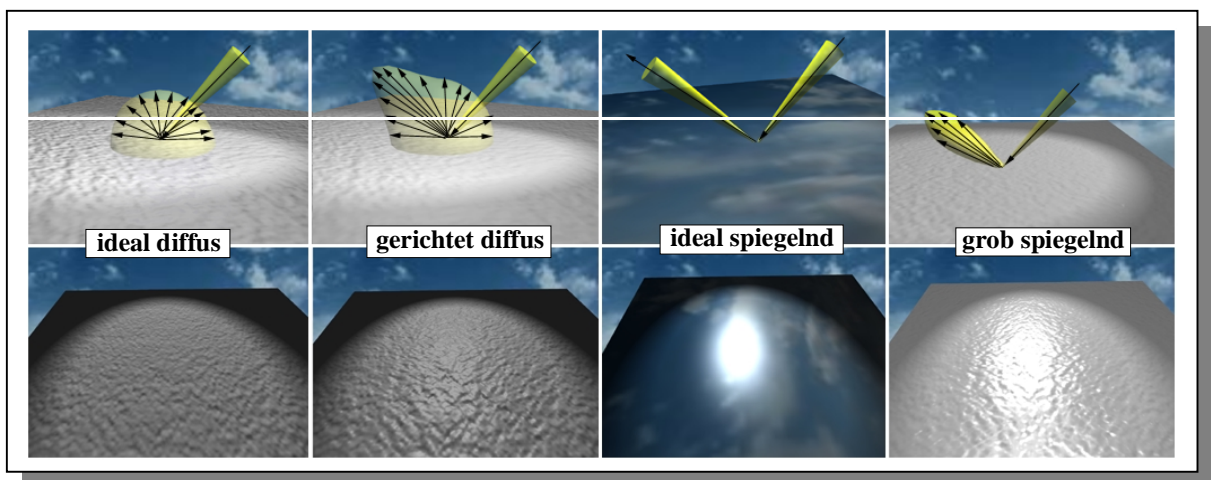 ideal diffus
gerichtet diffus
ideal spiegelnd
grob spiegelnd